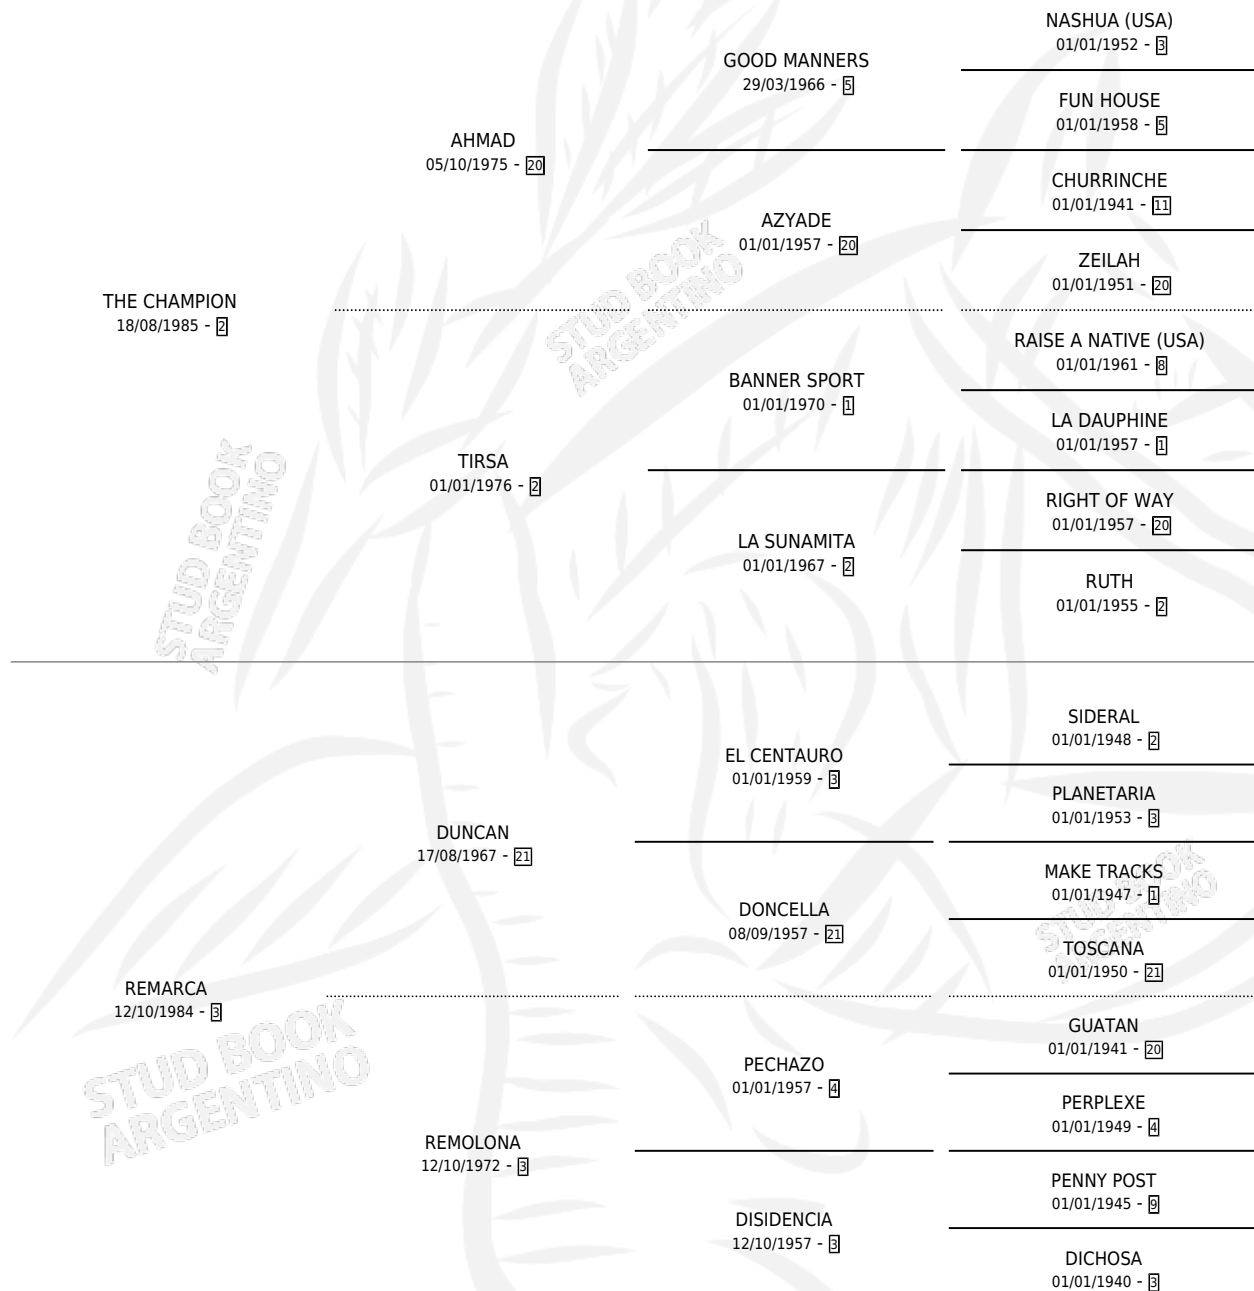 NASHUA (USA)
01/01/1952 - 3
GOOD MANNERS
29/03/1966 - 5
FUN HOUSE
01/01/1958 - 5
AHMAD
05/10/1975 - 20
CHURRINCHE
01/01/1941 - 11
AZYADE
01/01/1957 - 20
ZEILAH
01/01/1951 - 20
THE CHAMPION
18/08/1985 - 2
STUD BOOK
ARGENTINO
RAISE A NATIVE (USA)
01/01/1961 - 8
BANNER SPORT
01/01/1970 - 1
LA DAUPHINE
01/01/1957 - 1
TIRSA
01/01/1976 - 2
STUD BOOK
ARGENTINO
RIGHT OF WAY
01/01/1957 - 20
LA SUNAMITA
01/01/1967 - 2
RUTH
01/01/1955 - 2
SIDERAL
01/01/1948 - 2
EL CENTAURO
01/01/1959 - 3
PLANETARIA
01/01/1953 - 3
DUNCAN
17/08/1967 - 21
MAKE TRACKS
01/01/1947 - 1
STUD BOOK
ARGENTINO
DONCELLA
08/09/1957 - 21
TOSCANA
01/01/1950 - 21
REMARCA
12/10/1984 - 3
STUD BOOK
ARGENTINO
GUATAN
01/01/1941 - 20
PECHAZO
01/01/1957 - 4
PERPLEXE
01/01/1949 - 4
REMOLONA
12/10/1972 - 3
PENNY POST
01/01/1945 - 9
DISIDENCIA
12/10/1957 - 3
DICHOSA
01/01/1940 - 3